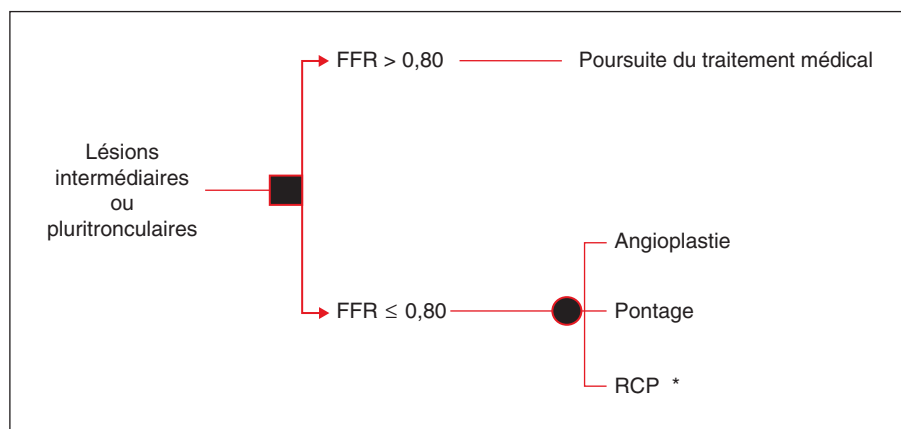 FFR > 0,80
Poursuite du traitement médical
Lésions
intermédiaires
ou
pluritronculaires
Angioplastie
FFR ≤ 0,80
Pontage
RCP *